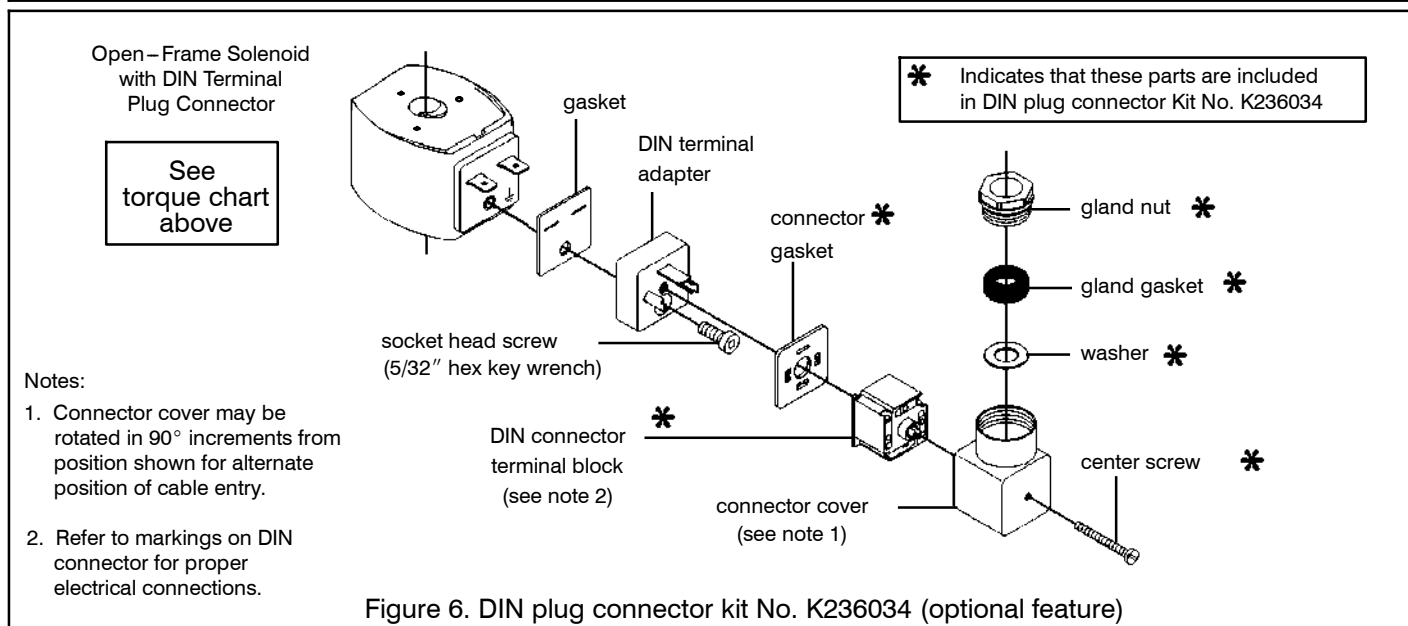 Open–Frame Solenoid
with DIN Terminal
Plug Connector
See
torque chart
above
gasket
DIN terminal
adapter
* Indicates that these parts are included
in DIN plug connector Kit No. K236034
connector *
gasket
gland nut *
gland gasket *
washer *
socket head screw
(5/32″ hex key wrench)
*
DIN connector
terminal block
(see note 2)
connector cover
(see note 1)
center screw *
Notes:
1. Connector cover may be
rotated in 90° increments from
position shown for alternate
position of cable entry.
2. Refer to markings on DIN
connector for proper
electrical connections.
Figure 6. DIN plug connector kit No. K236034 (optional feature)